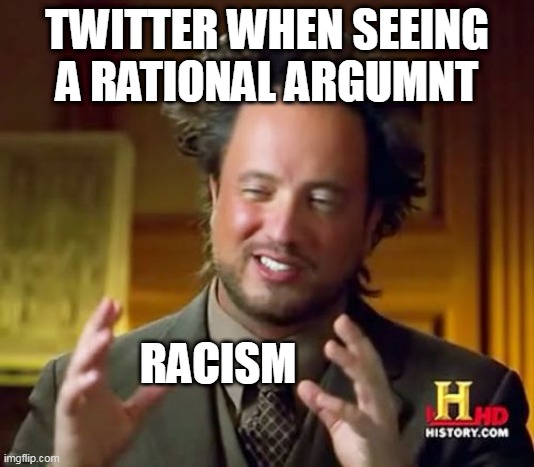 TWITTER WHEN SEEING
A RATIONAL ARGUMNT
RACISM
H HD
HISTORY.COM
imgflip.com